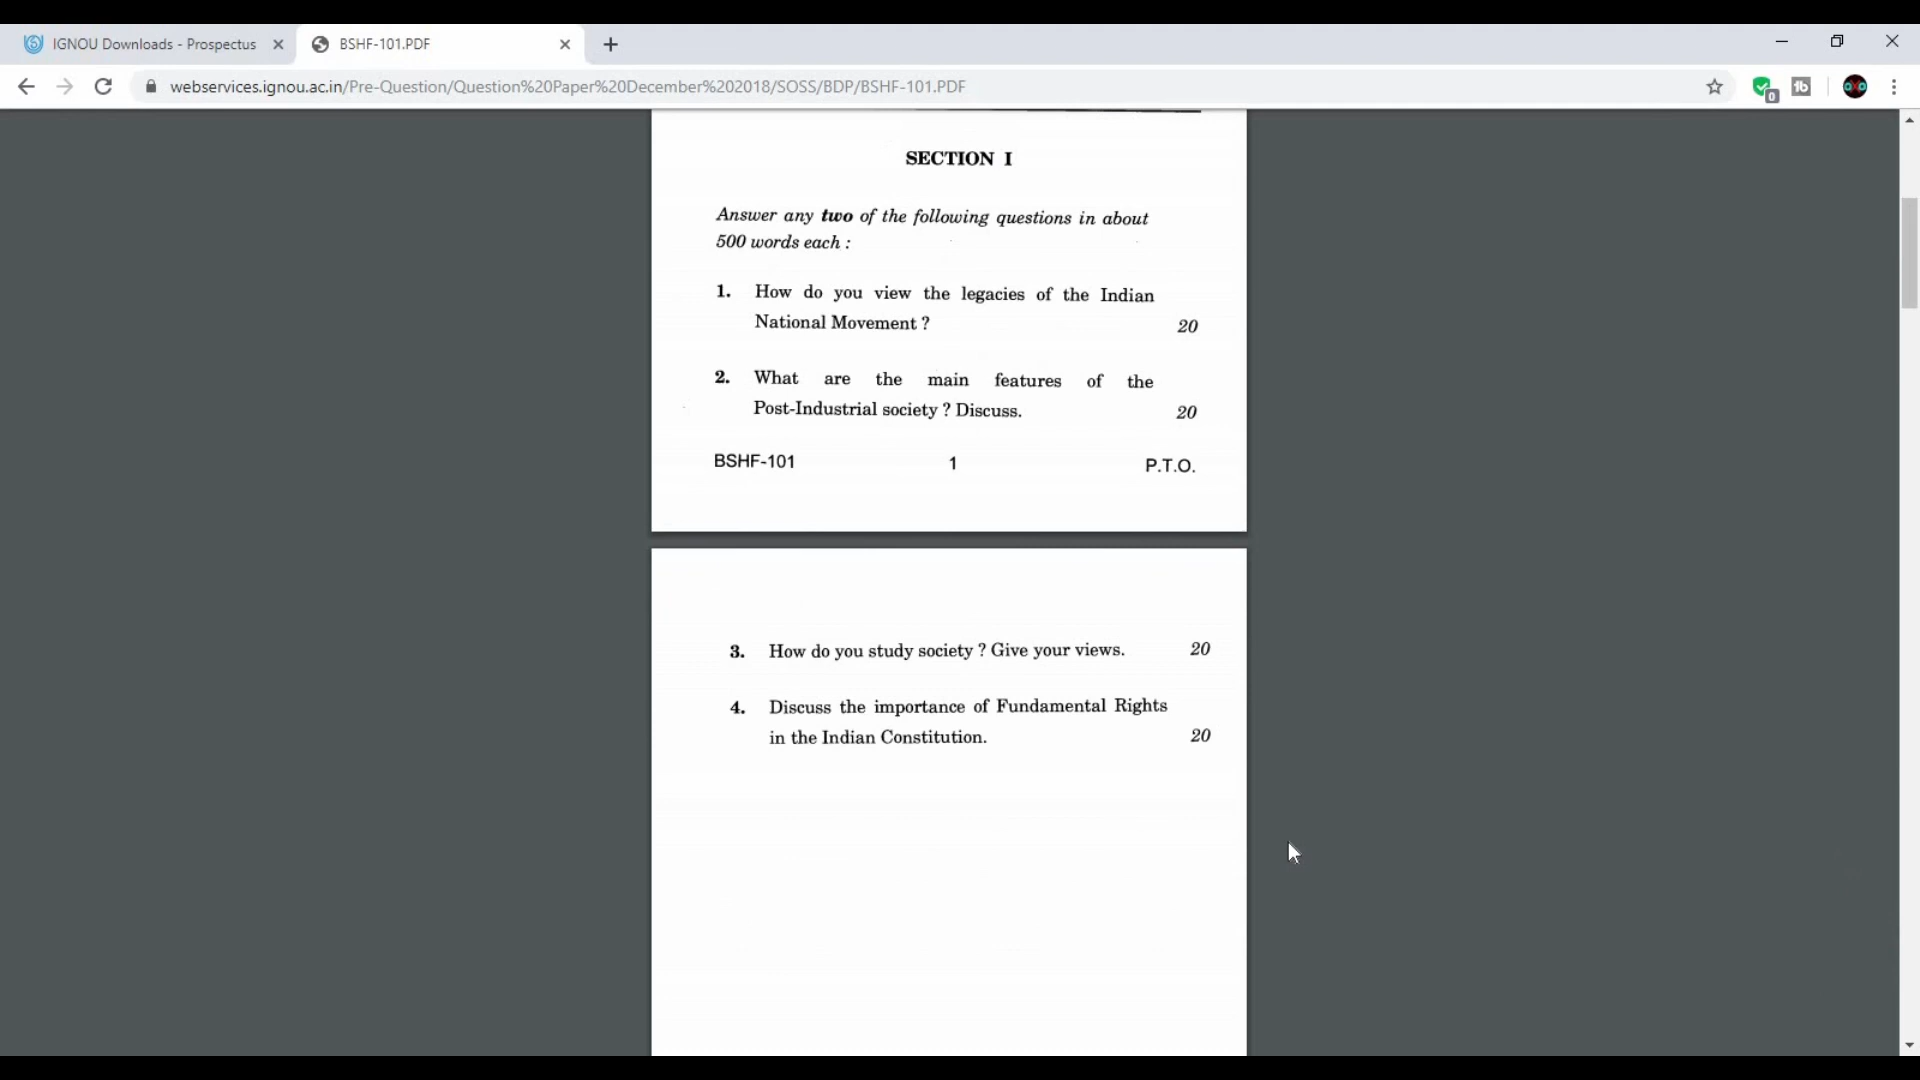 IGNOU Downloads - Prospectus
BSHF-101.PDF
webservices.ignou.ac.in/Pre-Question/Question%20Paper%20December%202018/SOSS/BDP/BSHF-101.PDF
0
SECTION I
Answer any two of the following questions in about
500 words each :
1. How do you view the legacies of the Indian
National Movement ? 20
2. What are the main features of the
Post-Industrial society ? Discuss. 20
BSHF-101 1 P.T.O.
3. How do you study society ? Give your views. 20
4. Discuss the importance of Fundamental Rights
in the Indian Constitution. 20